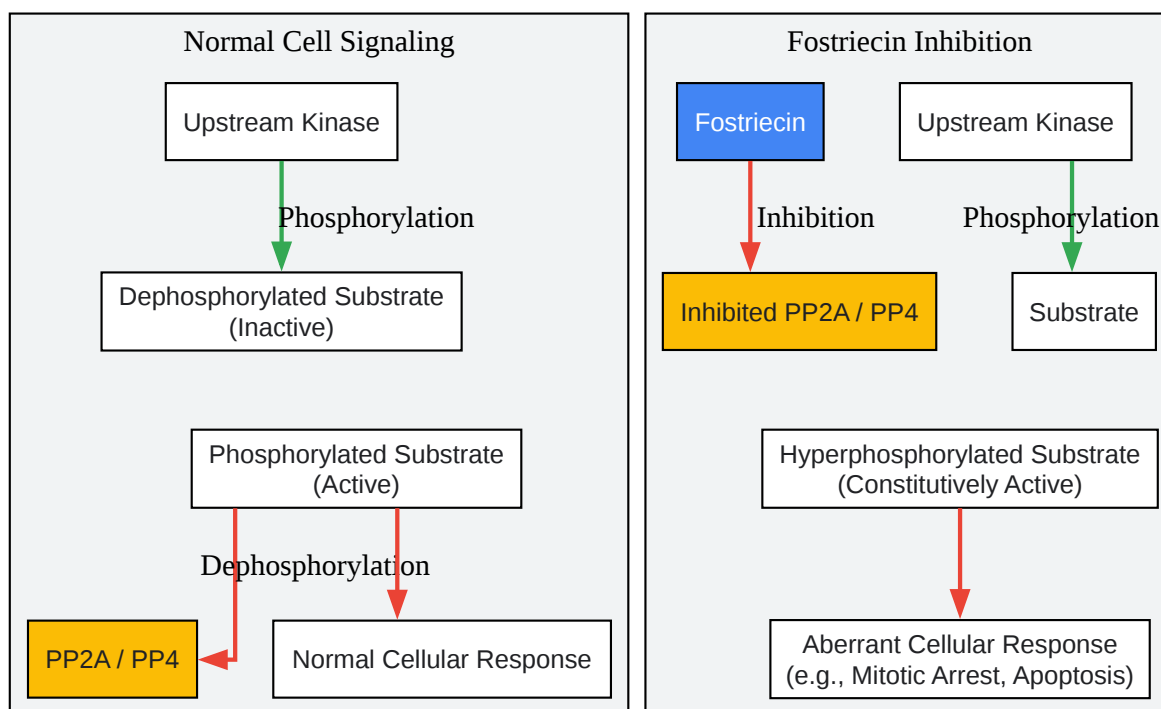 Normal Cell Signaling
Upstream Kinase
Phosphorylation
Dephosphorylated Substrate
(Inactive)
Phosphorylated Substrate
(Active)
Dephosphorylation
PP2A / PP4
Normal Cellular Response
Fostriecin Inhibition
Fostriecin
Upstream Kinase
Inhibition
Phosphorylation
Inhibited PP2A / PP4
Substrate
Hyperphosphorylated Substrate
(Constitutively Active)
Aberrant Cellular Response
(e.g., Mitotic Arrest, Apoptosis)